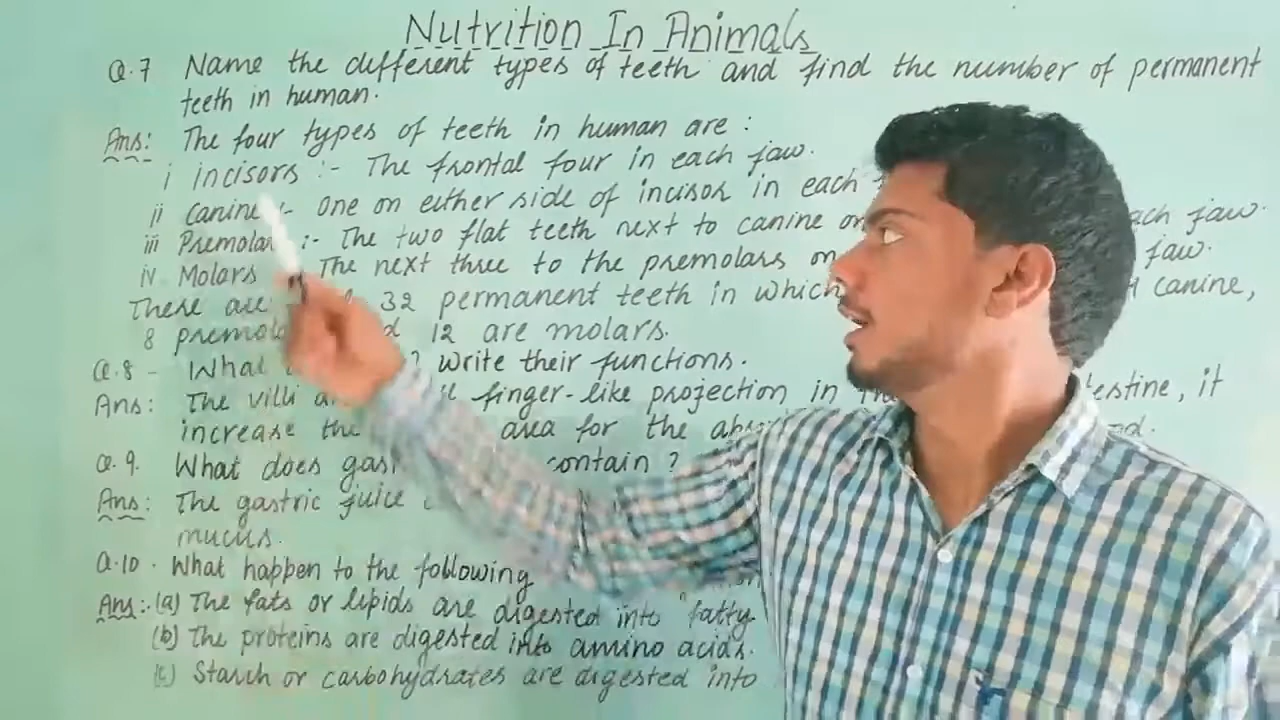 Nutrition In Animals
Q.7 Name the different types of teeth and find the number of permanent
teeth in human.
Ans: The four types of teeth in human are :
i incisors :- The frontal four in each jaw.
ii Canine :- One on either side of incisor in each
iii Premolar :- The two flat teeth next to canine on each jaw.
iv Molars The next three to the premolars on jaw.
There are 32 permanent teeth in which canine,
8 12 are molars.
Q.8 - What ? Write their functions.
Ans: The villi finger-like projection in
increase the area for the
Q.9. What does contain ?
Ans: The gastric juice
mucus.
Q.10. What happen to the following
Ans:- (a) The fats or lipids are digested into "fatty
(b) The proteins are digested into amino acids.
(c) Starch or carbohydrates are digested into